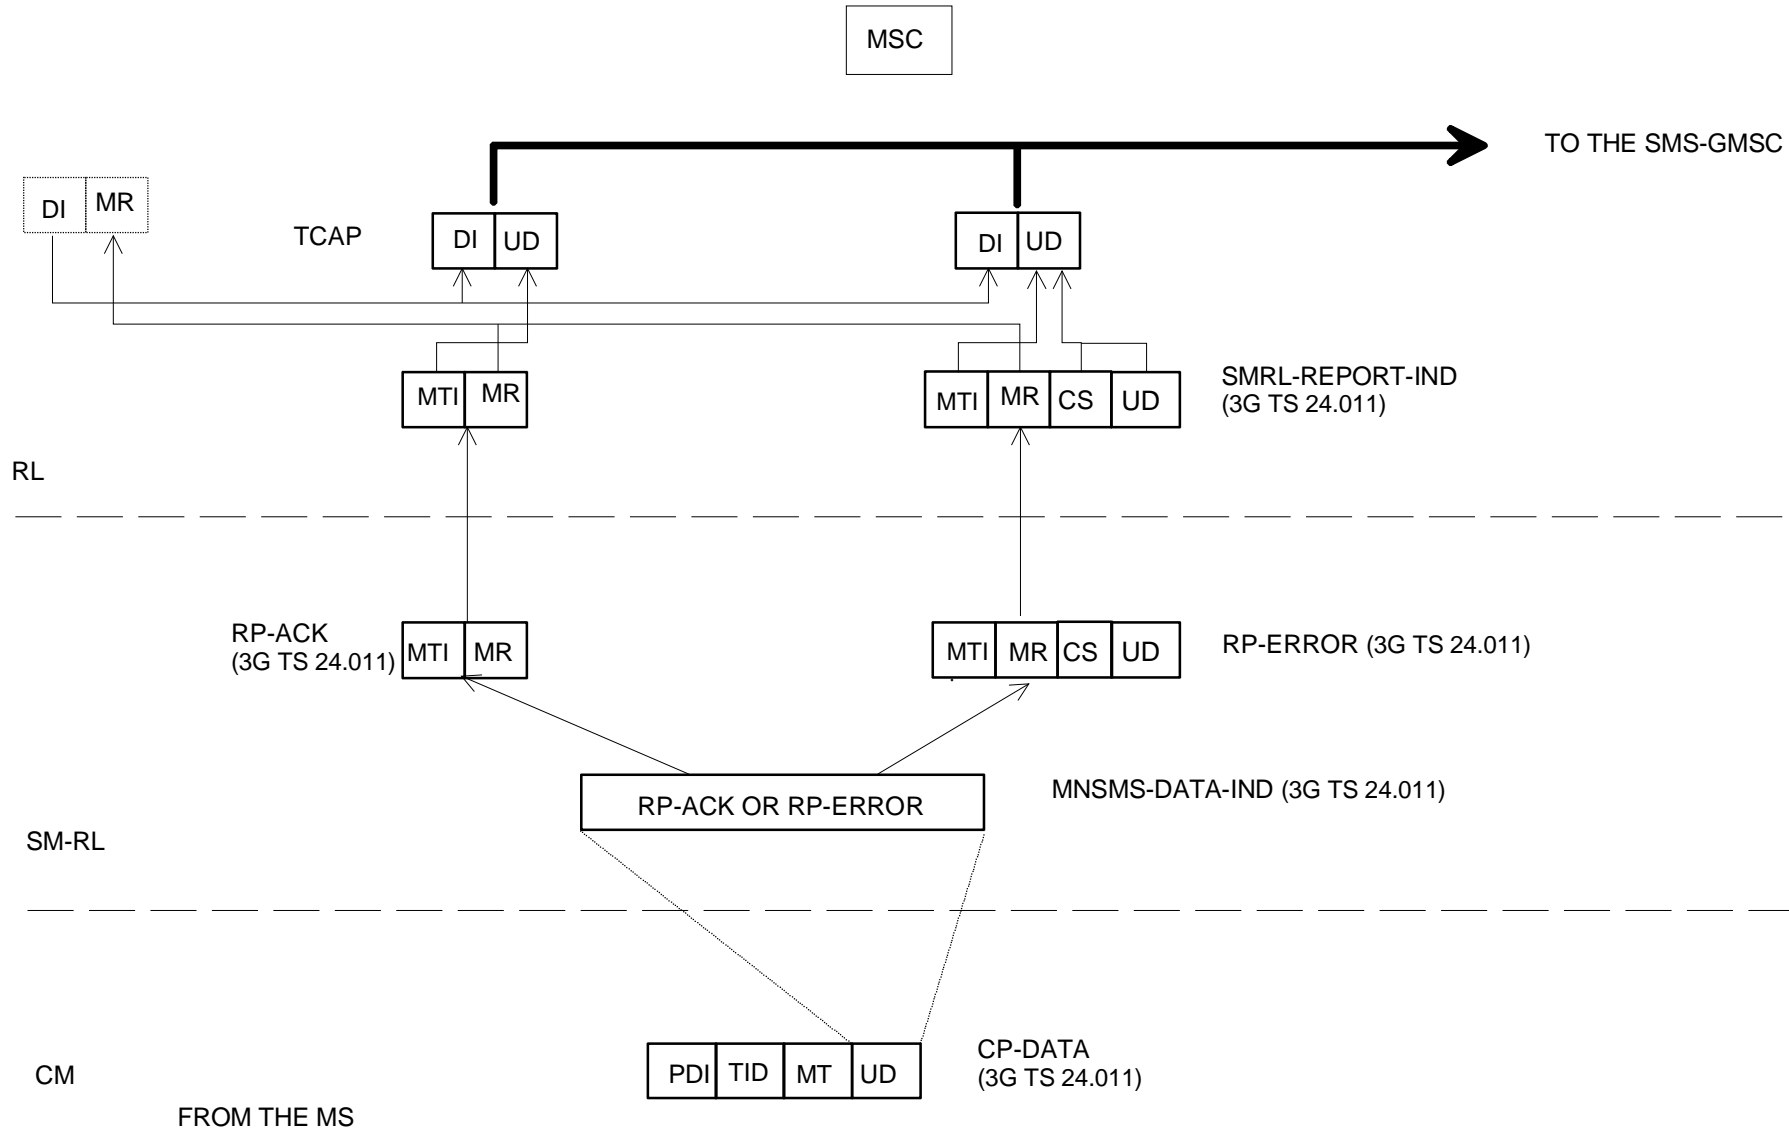 MSC
TO THE SMS-GMSC
DI MR
TCAP
DI UD
DI UD
MTI MR
MTI MR CS UD
SMRL-REPORT-IND
(3G TS 24.011)
RL
RP-ACK
(3G TS 24.011)
MTI MR
MTI MR CS UD
RP-ERROR (3G TS 24.011)
RP-ACK OR RP-ERROR
MNSMS-DATA-IND (3G TS 24.011)
SM-RL
PDI TID MT UD
CP-DATA
(3G TS 24.011)
CM
FROM THE MS